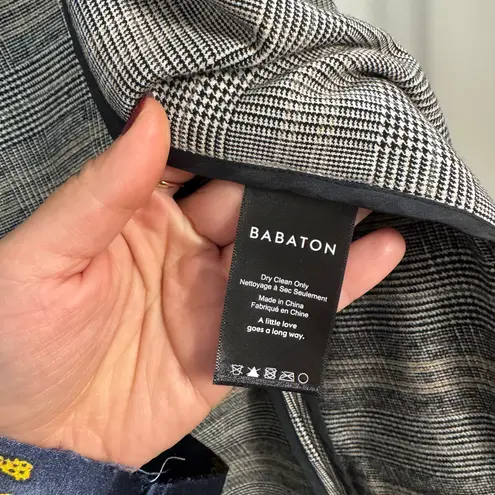 BABATON
Dry Clean Only
Nettoyage à Sec Seulement
Made in China
Fabriqué en Chine
A little love
goes a long way.